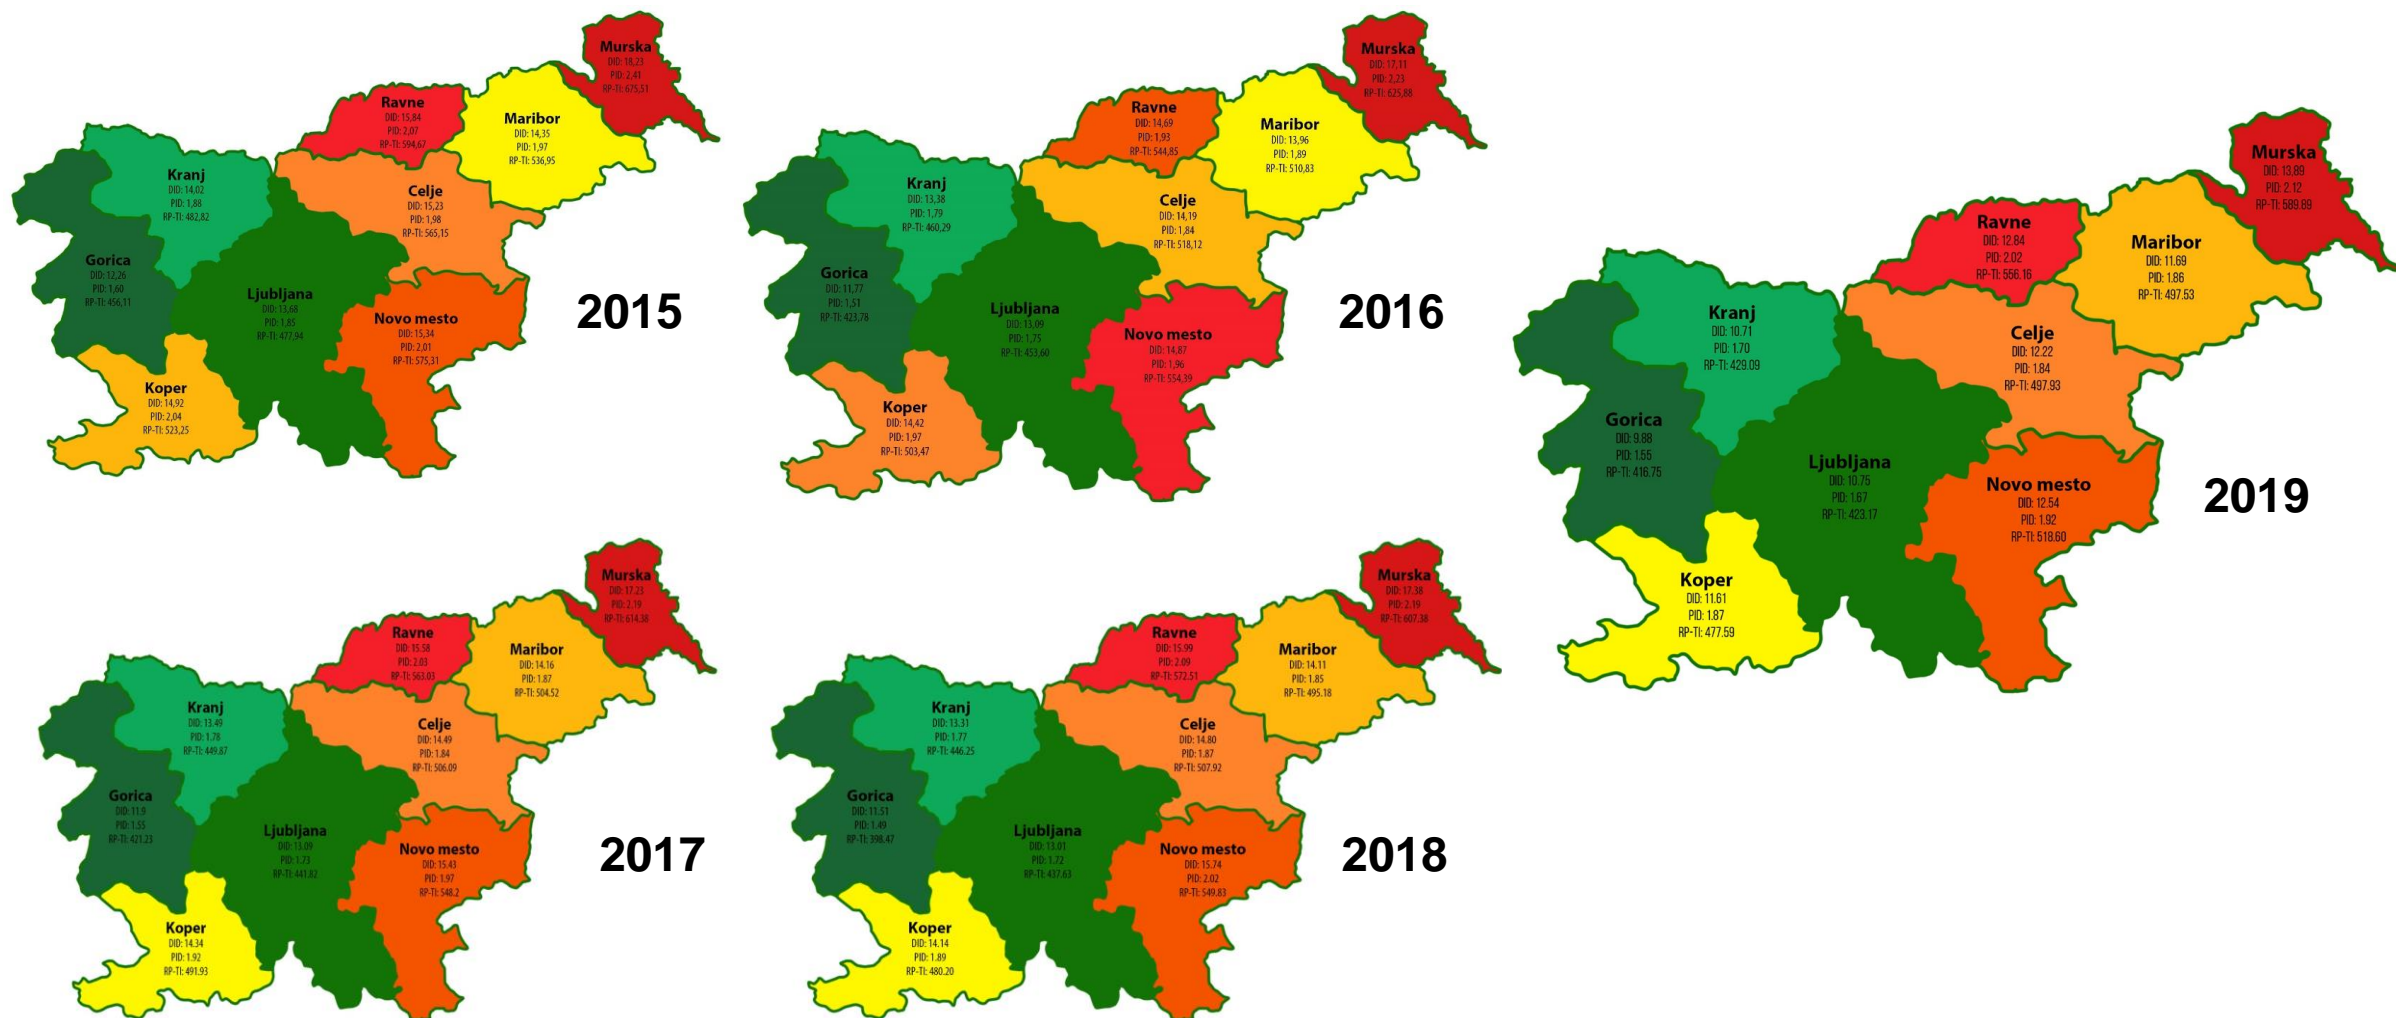 Murska
DID: 18,23
PID: 2,41
RP-TI: 675,51
Ravne
DID: 15,84
PID: 2,07
RP-TI: 594,67
Maribor
DID: 14,35
PID: 1,97
RP-TI: 536,95
Kranj
DID: 14,02
PID: 1,88
RP-TI: 482,82
Celje
DID: 15,23
PID: 1,98
RP-TI: 565,15
Gorica
DID: 12,26
PID: 1,60
RP-TI: 456,11
Ljubljana
DID: 13,68
PID: 1,85
RP-TI: 477,94
Novo mesto
DID: 15,34
PID: 2,01
RP-TI: 575,31
Koper
DID: 14,92
PID: 2,04
RP-TI: 523,25
2015
Murska
DID: 17,11
PID: 2,23
RP-TI: 625,88
Ravne
DID: 14,69
PID: 1,93
RP-TI: 544,85
Maribor
DID: 13,96
PID: 1,89
RP-TI: 510,83
Kranj
DID: 13,38
PID: 1,79
RP-TI: 460,29
Celje
DID: 14,19
PID: 1,84
RP-TI: 518,12
Gorica
DID: 11,77
PID: 1,51
RP-TI: 423,78
Ljubljana
DID: 13,09
PID: 1,75
RP-TI: 453,60
Novo mesto
DID: 14,87
PID: 1,96
RP-TI: 554,39
Koper
DID: 14,42
PID: 1,97
RP-TI: 503,47
2016
Murska
DID: 13,89
PID: 2.12
RP-TI: 589.89
Ravne
DID: 12.84
PID: 2.02
RP-TI: 556.16
Maribor
DID: 11.69
PID: 1.86
RP-TI: 497.53
Kranj
DID: 10.71
PID: 1.70
RP-TI: 429.09
Celje
DID: 12.22
PID: 1.84
RP-TI: 497.93
Gorica
DID: 9.88
PID: 1.55
RP-TI: 416.75
Ljubljana
DID: 10.75
PID: 1.67
RP-TI: 423.17
Novo mesto
DID: 12.54
PID: 1.92
RP-TI: 518.60
Koper
DID: 11.61
PID: 1.87
RP-TI: 477.59
2019
Murska
DID: 17.23
PID: 2,19
RP-TI: 614,38
Ravne
DID: 15.58
PID: 2.03
RP-TI: 563.03
Maribor
DID: 14.16
PID: 1.87
RP-TI: 504.52
Kranj
DID: 13.49
PID: 1.78
RP-TI: 449.87
Celje
DID: 14.49
PID: 1.84
RP-TI: 506.09
Gorica
DID: 11.9
PID: 1.55
RP-TI: 421.23
Ljubljana
DID: 13.09
PID: 1.73
RP-TI: 441.82
Novo mesto
DID: 15.43
PID: 1.97
RP-TI: 548.2
Koper
DID: 14.34
PID: 1.92
RP-TI: 491.93
2017
Murska
DID: 17.38
PID: 2.19
RP-TI: 607.38
Ravne
DID: 15.99
PID: 2.09
RP-TI: 572.51
Maribor
DID: 14.11
PID: 1.85
RP-TI: 495.18
Kranj
DID: 13.31
PID: 1.77
RP-TI: 446.25
Celje
DID: 14.80
PID: 1.87
RP-TI: 507.92
Gorica
DID: 11.51
PID: 1.49
RP-TI: 398.47
Ljubljana
DID: 13.01
PID: 1.72
RP-TI: 437.63
Novo mesto
DID: 15.74
PID: 2.02
RP-TI: 549.83
Koper
DID: 14.14
PID: 1.89
RP-TI: 480.20
2018